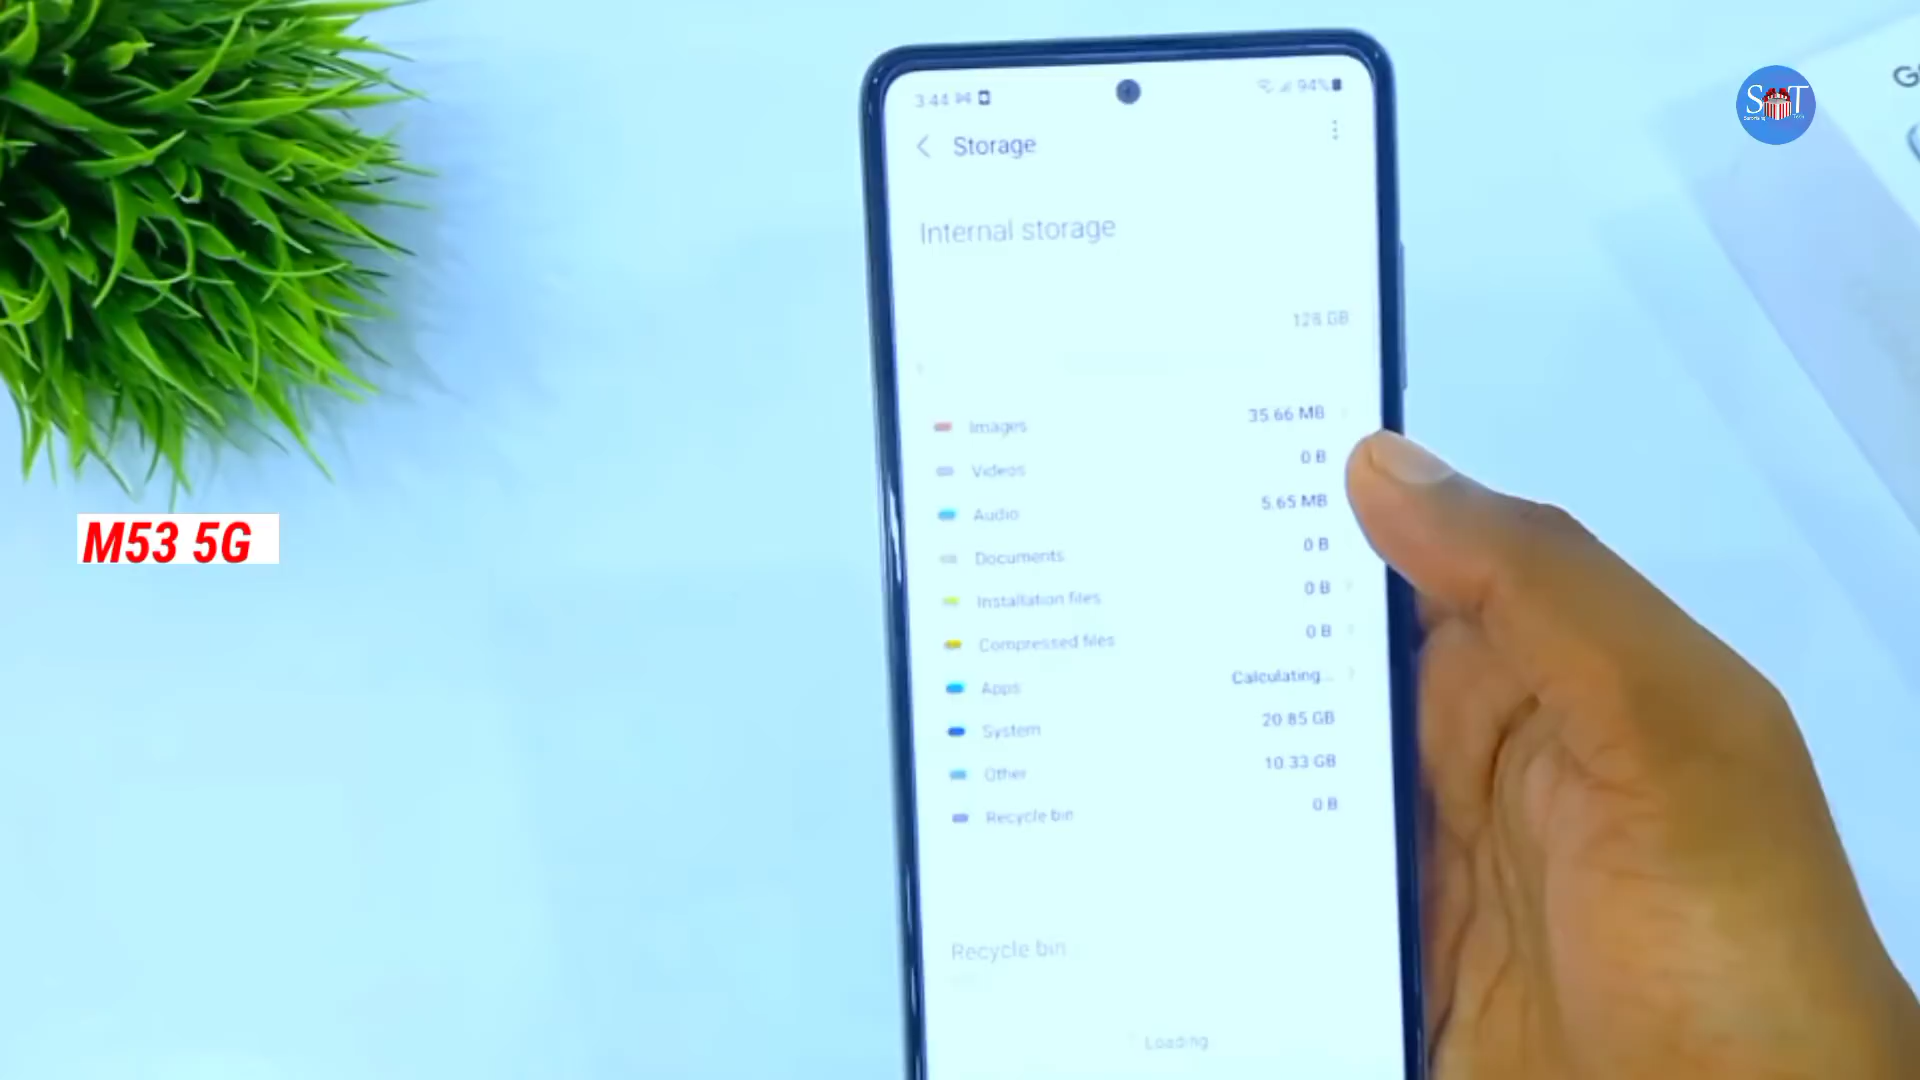 3:44
94%
Storage
Internal storage
128 GB
Images 35.66 MB
Videos 0 B
Audio 5.65 MB
Documents 0 B
Installation files 0 B
Compressed files 0 B
Apps Calculating...
System 20.85 GB
Other 10.33 GB
Recycle bin 0 B
Recycle bin
Loading
M53 5G
S T
G